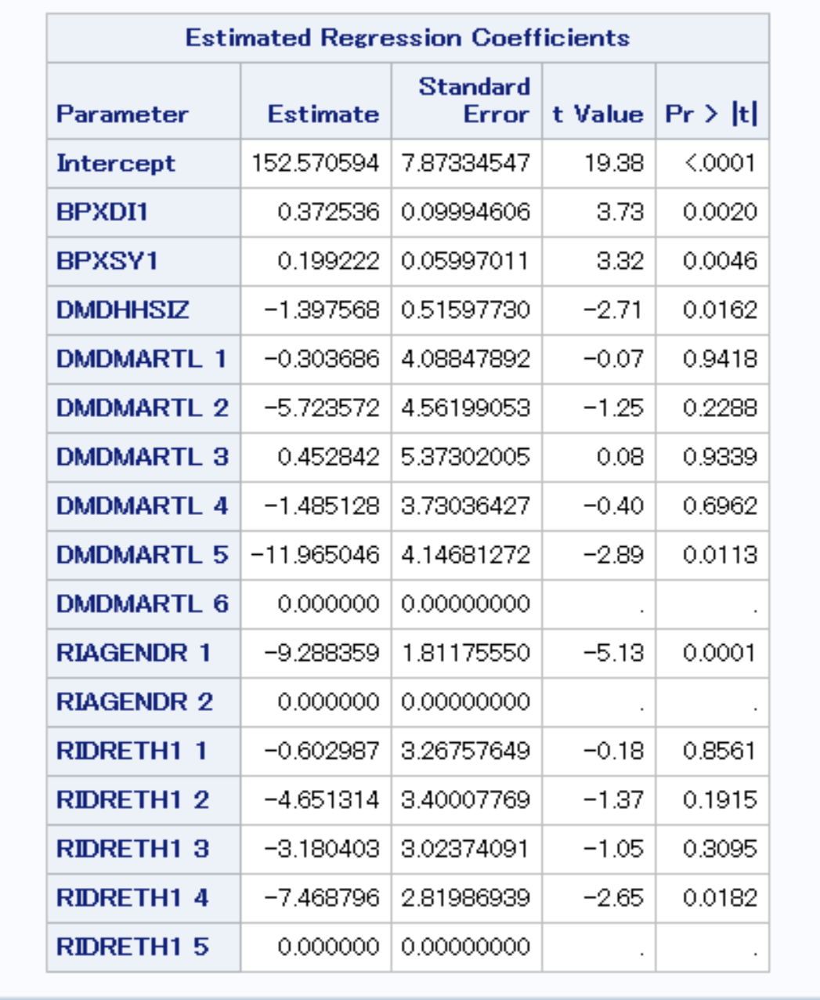 Estimated Regression Coefficients
Parameter Estimate Standard Error t Value Pr > |t|
Intercept 152.570594 7.87334547 19.38 <.0001
BPXDI1 0.372536 0.09994606 3.73 0.0020
BPXSY1 0.199222 0.05997011 3.32 0.0046
DMDHHSIZ -1.397568 0.51597730 -2.71 0.0162
DMDMARTL 1 -0.303686 4.08847892 -0.07 0.9418
DMDMARTL 2 -5.723572 4.56199053 -1.25 0.2288
DMDMARTL 3 0.452842 5.37302005 0.08 0.9339
DMDMARTL 4 -1.485128 3.73036427 -0.40 0.6962
DMDMARTL 5 -11.965046 4.14681272 -2.89 0.0113
DMDMARTL 6 0.000000 0.00000000 . .
RIAGENDR 1 -9.288359 1.81175550 -5.13 0.0001
RIAGENDR 2 0.000000 0.00000000 . .
RIDRETH1 1 -0.602987 3.26757649 -0.18 0.8561
RIDRETH1 2 -4.651314 3.40007769 -1.37 0.1915
RIDRETH1 3 -3.180403 3.02374091 -1.05 0.3095
RIDRETH1 4 -7.468796 2.81986939 -2.65 0.0182
RIDRETH1 5 0.000000 0.00000000 . .